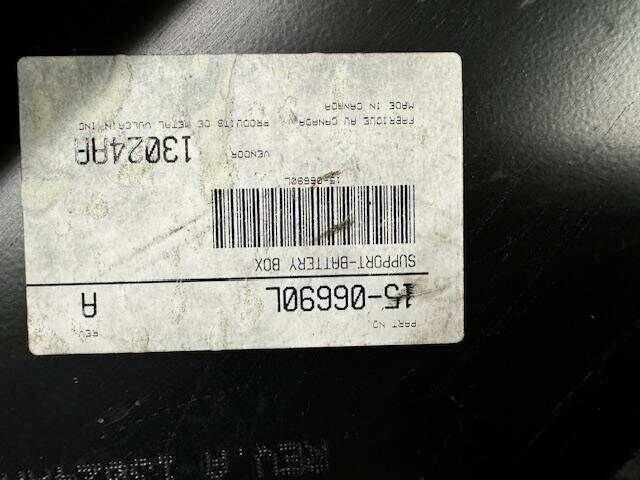 PART NO. REV.
15-06690L A
SUPPORT-BATTERY BOX
15-06690L
VENDOR 13024AA
PRODUITS DE METAL VULCAIN INC
FABRIQUE AU CANADA
MADE IN CANADA
REV. A